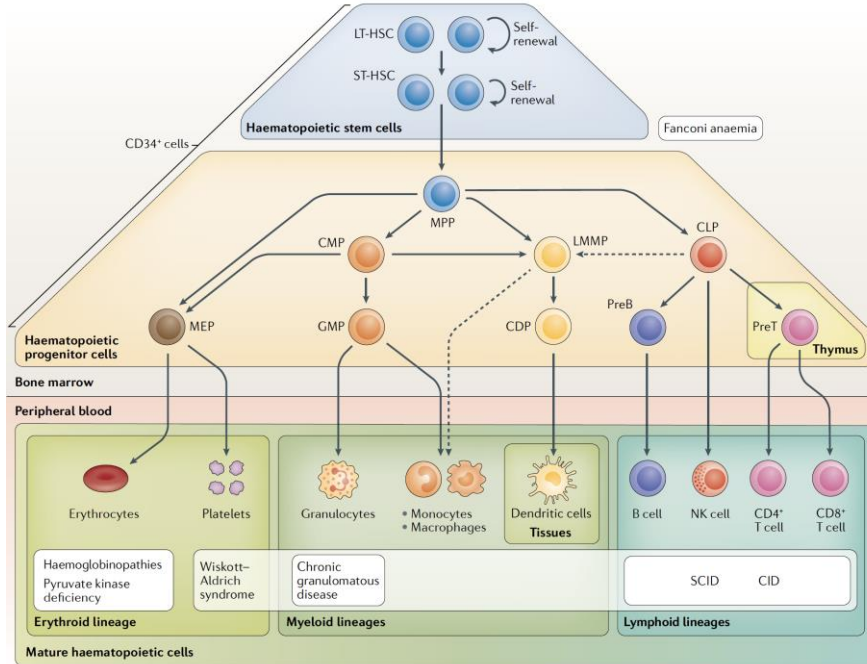 LT-HSC
Self-
renewal
ST-HSC
Self-
renewal
Haematopoietic stem cells
Fanconi anaemia
CD34⁺ cells
MPP
CMP
LMMP
CLP
MEP
GMP
CDP
PreB
PreT
Haematopoietic
progenitor cells
Thymus
Bone marrow
Peripheral blood
Erythrocytes
Platelets
Granulocytes
• Monocytes
• Macrophages
Dendritic cells
Tissues
B cell
NK cell
CD4⁺
T cell
CD8⁺
T cell
Haemoglobinopathies
Pyruvate kinase
deficiency
Wiskott–
Aldrich
syndrome
Chronic
granulomatous
disease
SCID
CID
Erythroid lineage
Myeloid lineages
Lymphoid lineages
Mature haematopoietic cells